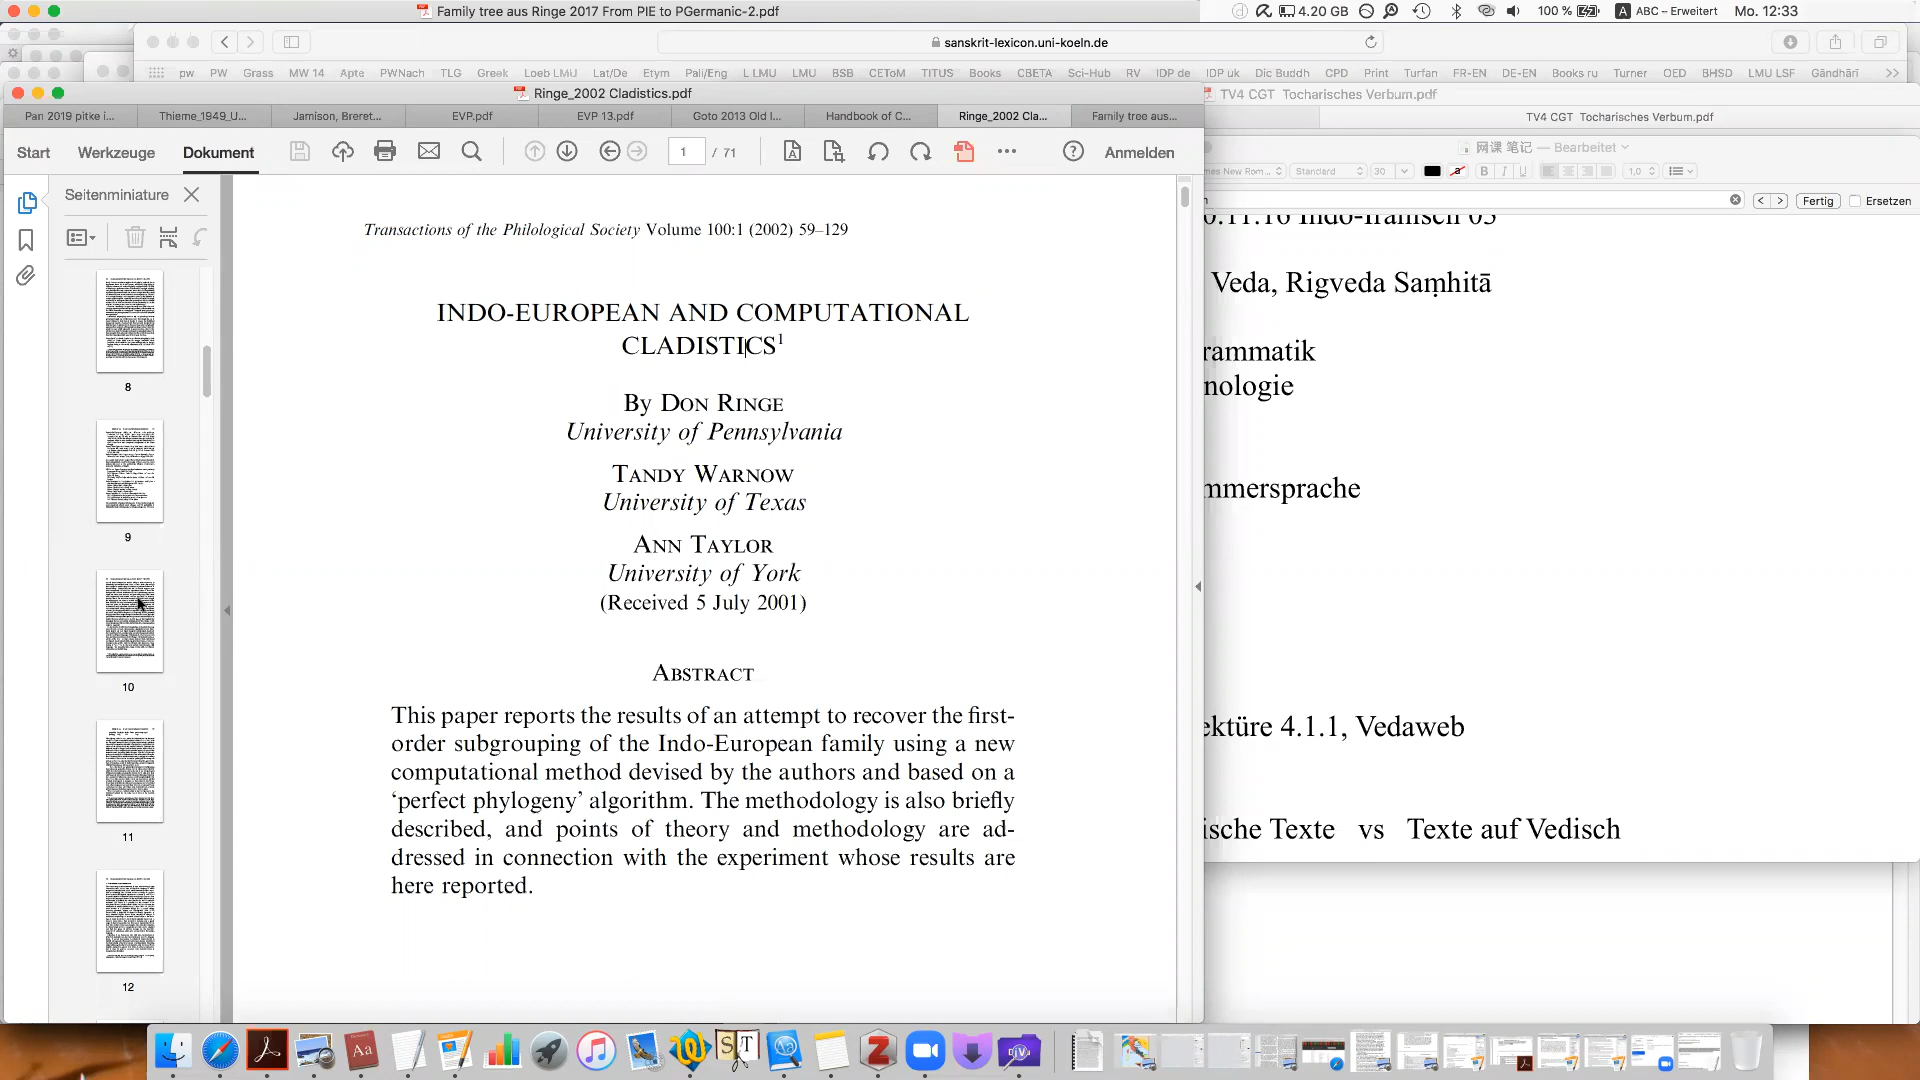 Family tree aus Ringe 2017 From PIE to PGermanic-2.pdf
4.20 GB
100 %
A ABC – Erweitert
Mo. 12:33
sanskrit-lexicon.uni-koeln.de
pw PW Grass MW 14 Apte PWNach TLG Greek Loeb LMU Lat/De Etym Pali/Eng L LMU LMU BSB CEToM TITUS Books CBETA Sci-Hub RV IDP de IDP uk Dic Buddh CPD Print Turfan FR-EN DE-EN Books ru Turner OED BHSD LMU LSF Gāndhārī
Ringe_2002 Cladistics.pdf
TV4 CGT Tocharisches Verbum.pdf
Pan 2019 pitke i... Thieme_1949_U... Jamison, Breret... EVP.pdf EVP 13.pdf Goto 2013 Old I... Handbook of C... Ringe_2002 Cla... Family tree aus...
TV4 CGT Tocharisches Verbum.pdf
Start Werkzeuge Dokument
1 / 71
Anmelden
网课 笔记 — Bearbeitet
mes New Rom... Standard 30 B I U 1,0
Fertig Ersetzen
Seitenminiature
8
9
10
11
12
Transactions of the Philological Society Volume 100:1 (2002) 59–129
INDO-EUROPEAN AND COMPUTATIONAL
CLADISTICS1
By Don Ringe
University of Pennsylvania
Tandy Warnow
University of Texas
Ann Taylor
University of York
(Received 5 July 2001)
Abstract
This paper reports the results of an attempt to recover the first-
order subgrouping of the Indo-European family using a new
computational method devised by the authors and based on a
‘perfect phylogeny’ algorithm. The methodology is also briefly
described, and points of theory and methodology are ad-
dressed in connection with the experiment whose results are
here reported.
Indo-Iranisch 03
Veda, Rigveda Saṃhitā
rammatik
nologie
mmersprache
ektüre 4.1.1, Vedaweb
ische Texte vs Texte auf Vedisch